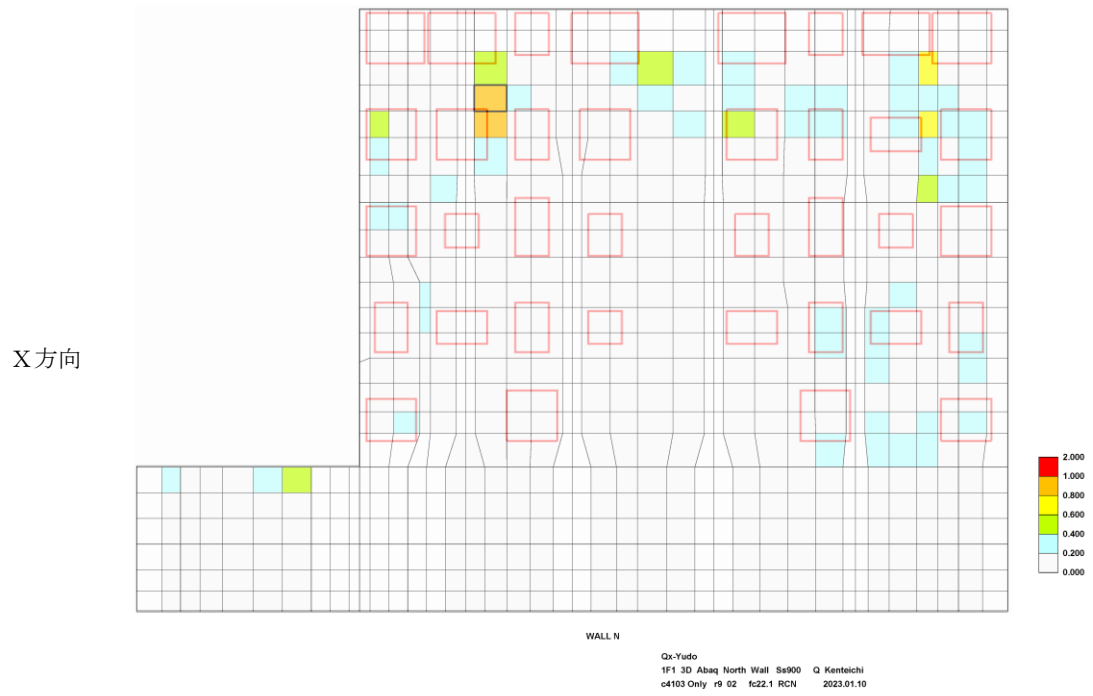 X方向
2.000
1.000
0.800
0.600
0.400
0.200
0.000
WALL N
Qx-Yudo
1F1 3D Abaq North Wall Ss900 Q Kenteichi
c4103 Only r9 02 fc22.1 RCN 2023.01.10